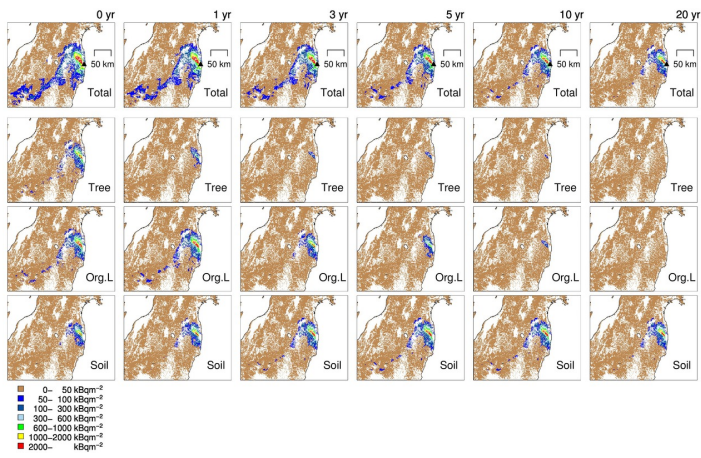 0 yr 1 yr 3 yr 5 yr 10 yr 20 yr
50 km 50 km 50 km 50 km 50 km 50 km
Total Total Total Total Total Total
Tree Tree Tree Tree Tree Tree
Org.L Org.L Org.L Org.L Org.L Org.L
Soil Soil Soil Soil Soil Soil
0– 50 kBqm⁻²
50– 100 kBqm⁻²
100– 300 kBqm⁻²
300– 600 kBqm⁻²
600–1000 kBqm⁻²
1000–2000 kBqm⁻²
2000– kBqm⁻²